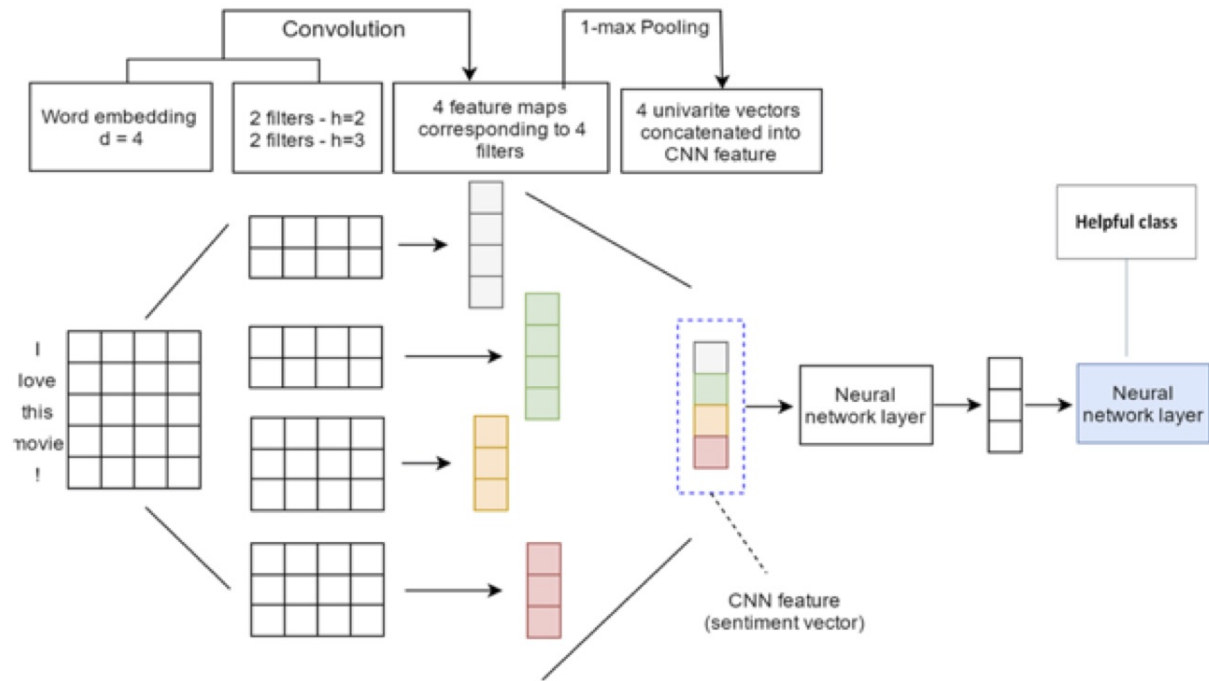 Convolution
1-max Pooling
Word embedding
d = 4
2 filters - h=2
2 filters - h=3
4 feature maps
corresponding to 4
filters
4 univarite vectors
concatenated into
CNN feature
Helpful class
I
love
this
movie
!
Neural
network layer
Neural
network layer
CNN feature
(sentiment vector)